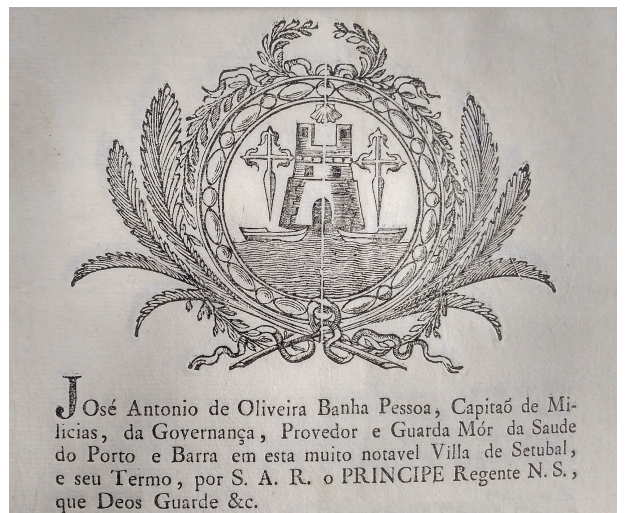 JOsé Antonio de Oliveira Banha Pessoa, Capitaõ de Mi-
licias, da Governança, Provedor e Guarda Mór da Saude
do Porto e Barra em esta muito notavel Villa de Setubal,
e seu Termo, por S. A. R. o PRINCIPE Regente N. S.,
que Deos Guarde &c.